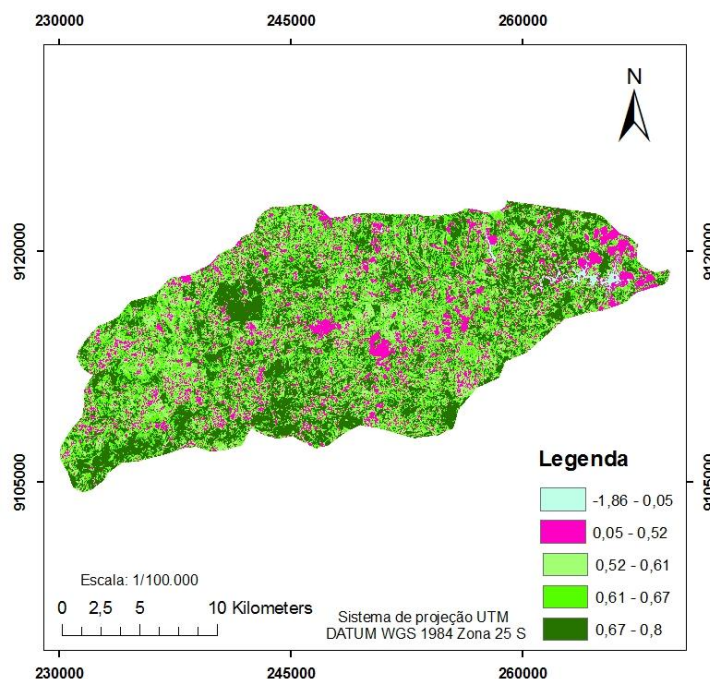 230000 245000 260000
N
9120000 9120000
9105000 9105000
Legenda
-1,86 - 0,05
0,05 - 0,52
0,52 - 0,61
0,61 - 0,67
0,67 - 0,8
Escala: 1/100.000
0 2,5 5 10 Kilometers
Sistema de projeção UTM
DATUM WGS 1984 Zona 25 S
230000 245000 260000